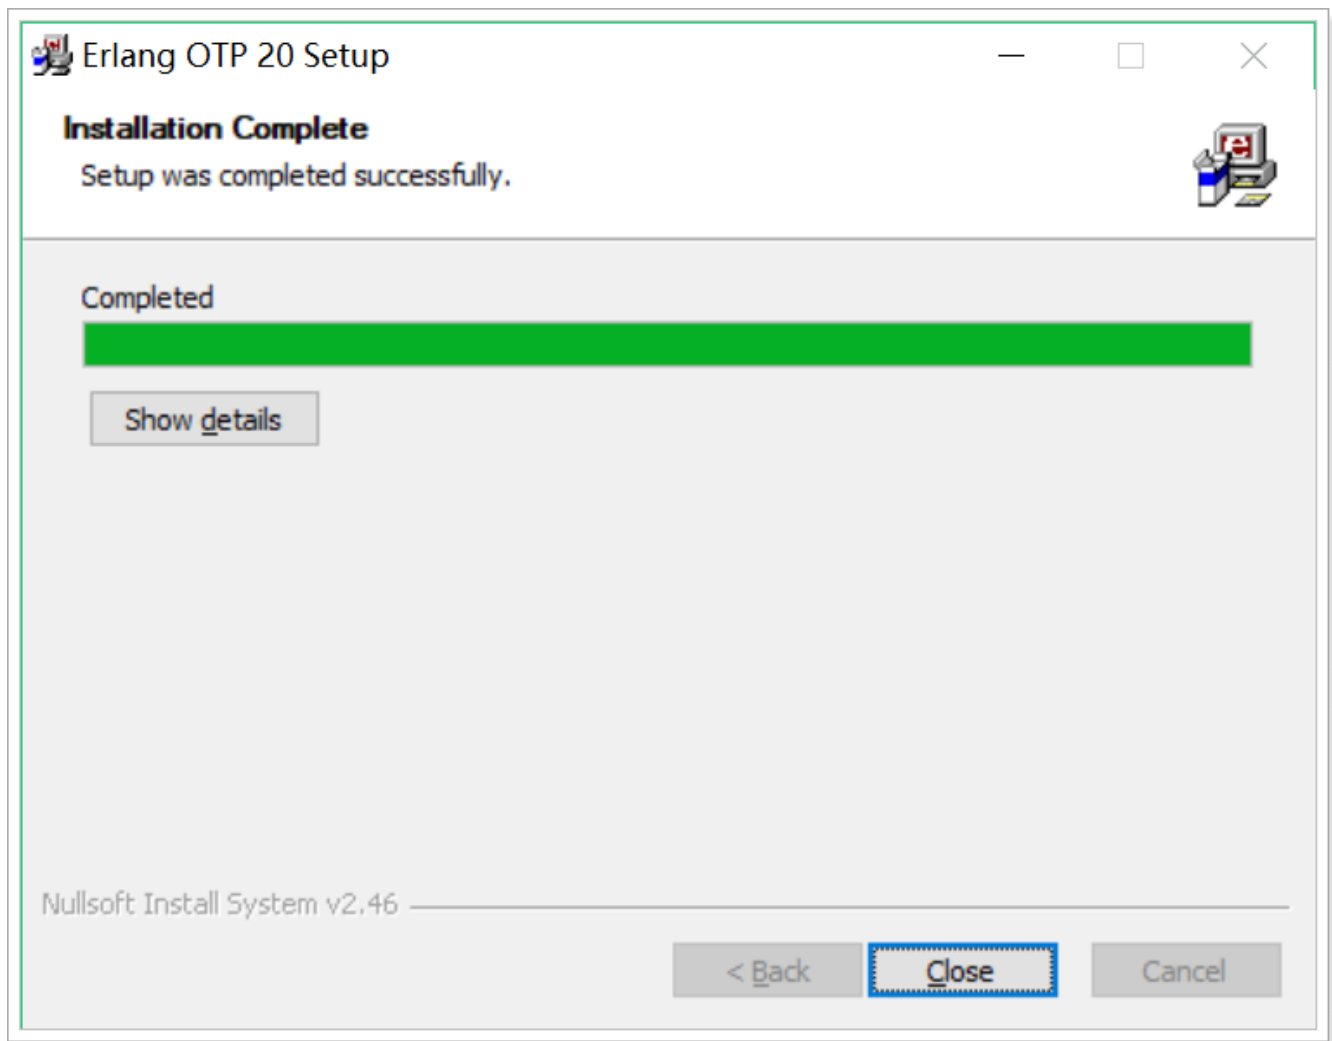 Erlang OTP 20 Setup
Installation Complete
Setup was completed successfully.
Completed
Show details
Nullsoft Install System v2.46
< Back
Close
Cancel